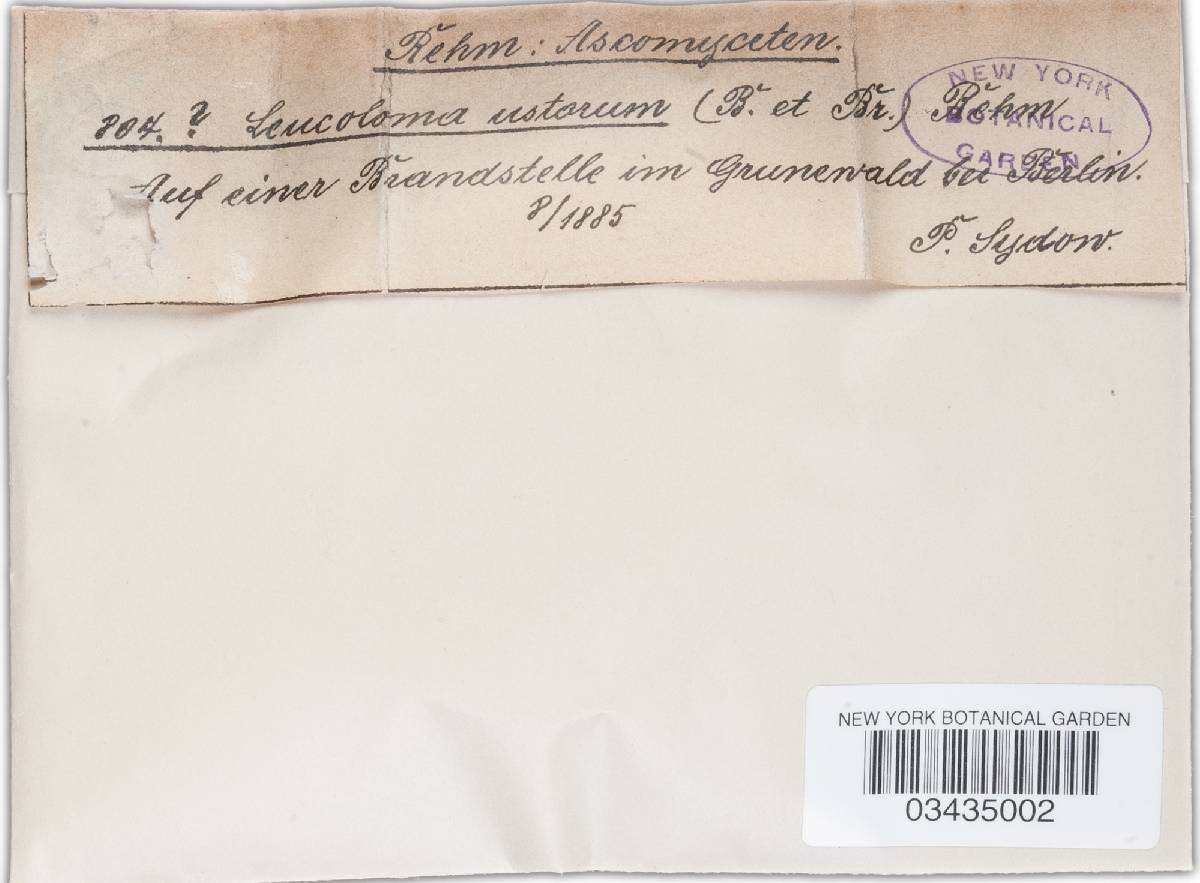 Rehm: Ascomyceten.
804. ? Leucoloma ustorum (B. et Br.) Rehm
Auf einer Brandstelle im Grunewald bei Berlin.
8/1885
P. Sydow.
NEW YORK
BOTANICAL
GARDEN
NEW YORK BOTANICAL GARDEN
03435002